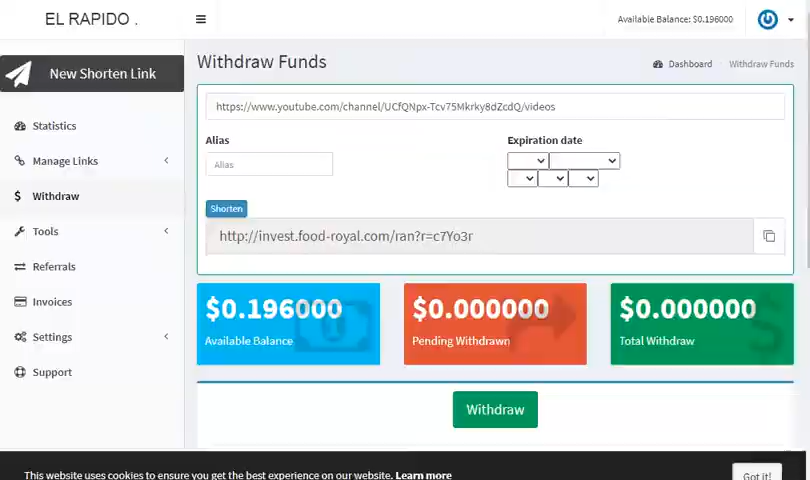 EL RAPIDO .
Available Balance: $0.196000
New Shorten Link
Withdraw Funds
Dashboard
Withdraw Funds
https://www.youtube.com/channel/UCfQNpx-Tcv75Mkrky8dZcdQ/videos
Statistics
Alias
Expiration date
Manage Links
Alias
Withdraw
Shorten
Tools
http://invest.food-royal.com/ran?r=c7Yo3r
Referrals
Invoices
$0.196000
$0.000000
$0.000000
Settings
Available Balance
Pending Withdrawn
Total Withdraw
Support
Withdraw
This website uses cookies to ensure you get the best experience on our website. Learn more
Got it!